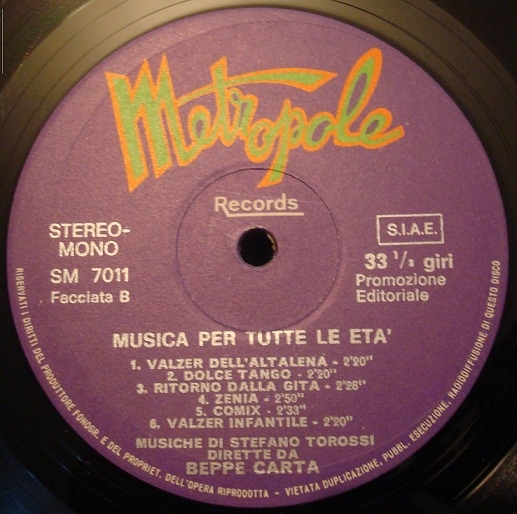 Metropole
Records
STEREO-
MONO
SM 7011
Facciata B
S.I.A.E.
33 1/3 giri
Promozione
Editoriale
MUSICA PER TUTTE LE ETA'
1. VALZER DELL'ALTALENA - 2'20"
2. DOLCE TANGO - 2'20"
3. RITORNO DALLA GITA - 2'28"
4. ZENIA - 2'50"
5. COMIX - 2'33"
6. VALZER INFANTILE - 2'20"
MUSICHE DI STEFANO TOROSSI
DIRETTE DA
BEPPE CARTA
RISERVATI I DIRITTI DEL PRODUTTORE FONOGR. E DEL PROPRIET. DELL'OPERA RIPRODOTTA - VIETATA DUPLICAZIONE, PUBBL. ESECUZIONE, RADIODIFFUSIONE DI QUESTO DISCO